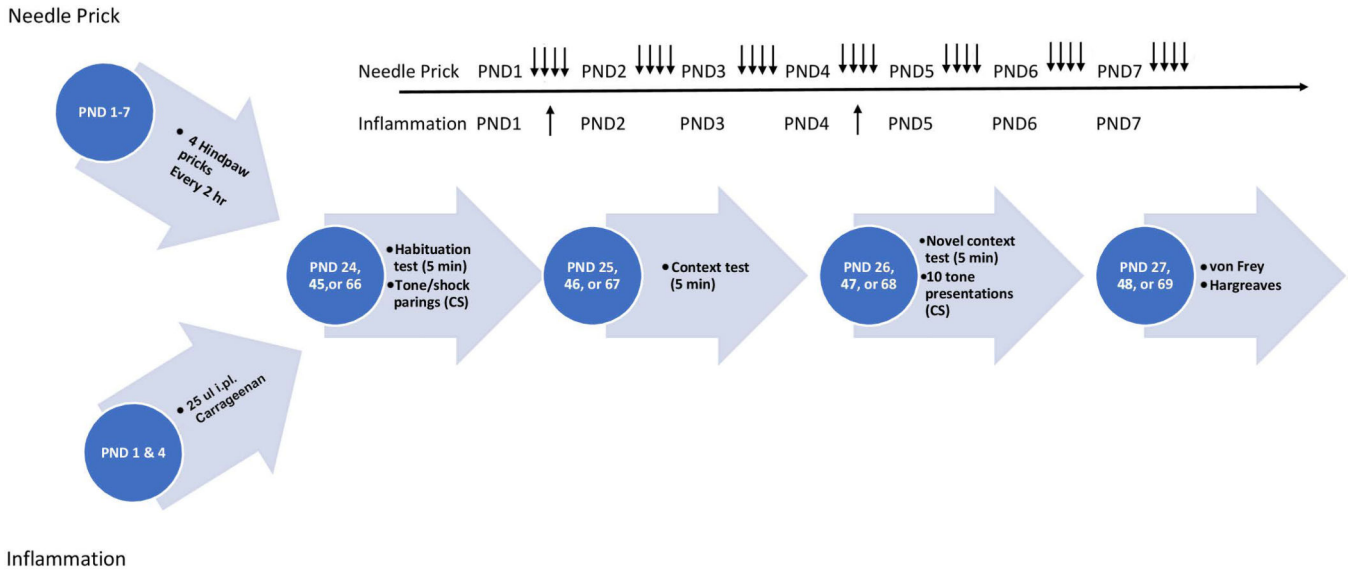 Needle Prick
Needle Prick PND1 PND2 PND3 PND4 PND5 PND6 PND7
Inflammation PND1 PND2 PND3 PND4 PND5 PND6 PND7
PND 1-7
• 4 Hindpaw
pricks
Every 2 hr
PND 24,
45,or 66
•Habituation
test (5 min)
•Tone/shock
parings (CS)
PND 25,
46, or 67
•Context test
(5 min)
PND 26,
47, or 68
•Novel context
test (5 min)
•10 tone
presentations
(CS)
PND 27,
48, or 69
•von Frey
•Hargreaves
PND 1 & 4
• 25 ul i.pl.
Carrageenan
Inflammation